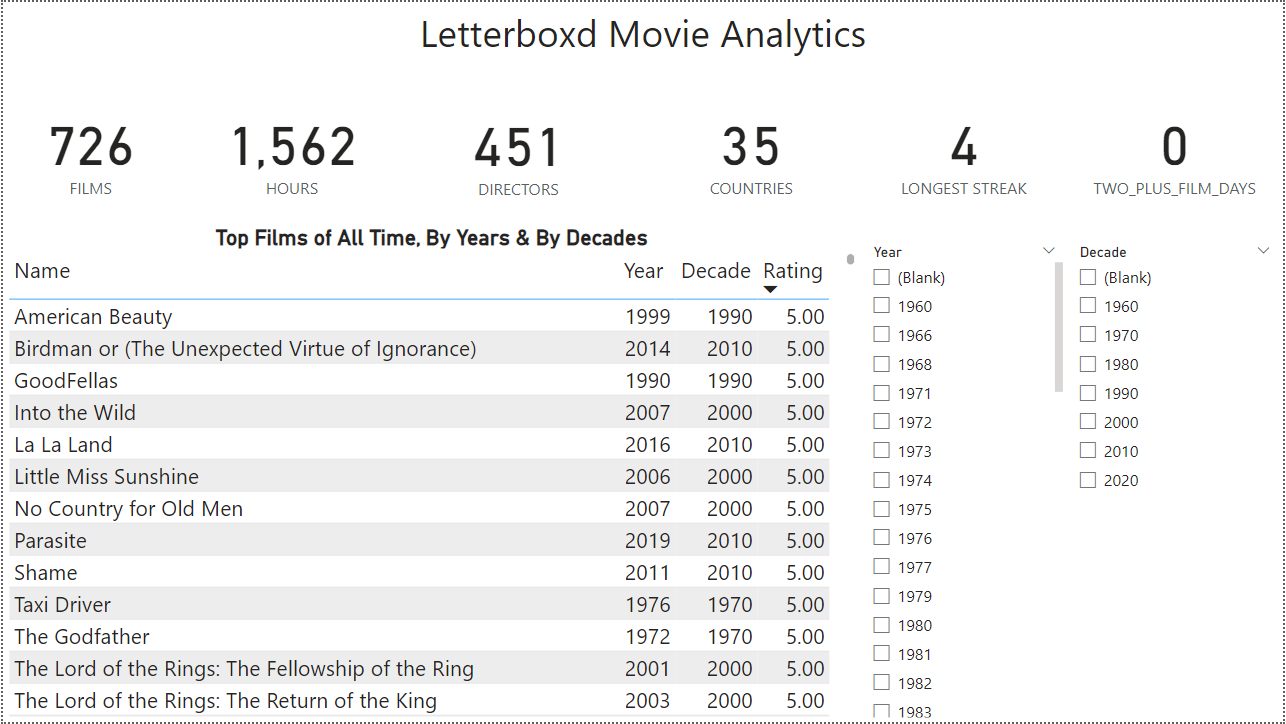 Letterboxd Movie Analytics
726 1,562 451 35 4 0
FILMS HOURS DIRECTORS COUNTRIES LONGEST STREAK TWO_PLUS_FILM_DAYS
Top Films of All Time, By Years & By Decades
Name Year Decade Rating
American Beauty 1999 1990 5.00
Birdman or (The Unexpected Virtue of Ignorance) 2014 2010 5.00
GoodFellas 1990 1990 5.00
Into the Wild 2007 2000 5.00
La La Land 2016 2010 5.00
Little Miss Sunshine 2006 2000 5.00
No Country for Old Men 2007 2000 5.00
Parasite 2019 2010 5.00
Shame 2011 2010 5.00
Taxi Driver 1976 1970 5.00
The Godfather 1972 1970 5.00
The Lord of the Rings: The Fellowship of the Ring 2001 2000 5.00
The Lord of the Rings: The Return of the King 2003 2000 5.00
Year
(Blank)
1960
1966
1968
1971
1972
1973
1974
1975
1976
1977
1979
1980
1981
1982
1983
Decade
(Blank)
1960
1970
1980
1990
2000
2010
2020